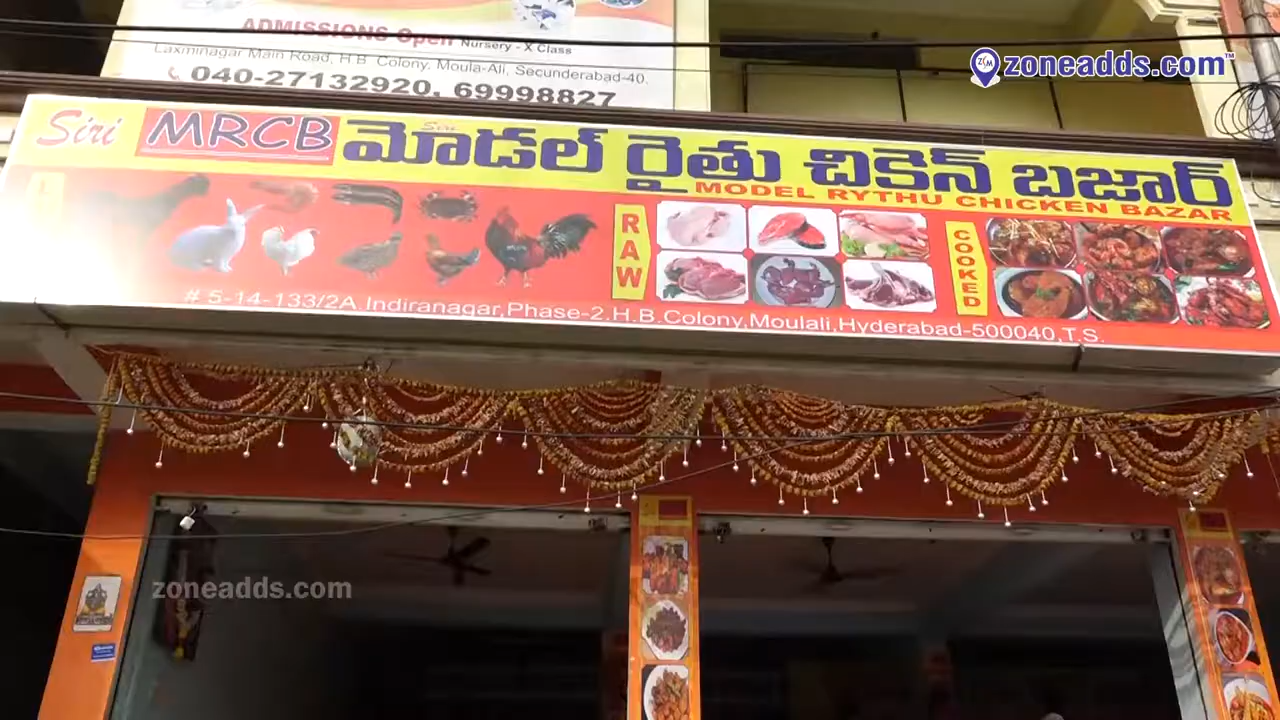 ADMISSIONS Open Nursery - X Class
Laxminagar Main Road, H.B. Colony, Moula-Ali, Secunderabad-40.
040-27132920, 69998827
zoneadds.com™
Siri MRCB Siri మోడల్ రైతు చికెన్ బజార్
MODEL RYTHU CHICKEN BAZAR
RAW
COOKED
# 5-14-133/2A, Indiranagar,Phase-2,H.B.Colony,Moulali,Hyderabad-500040,T.S.
zoneadds.com